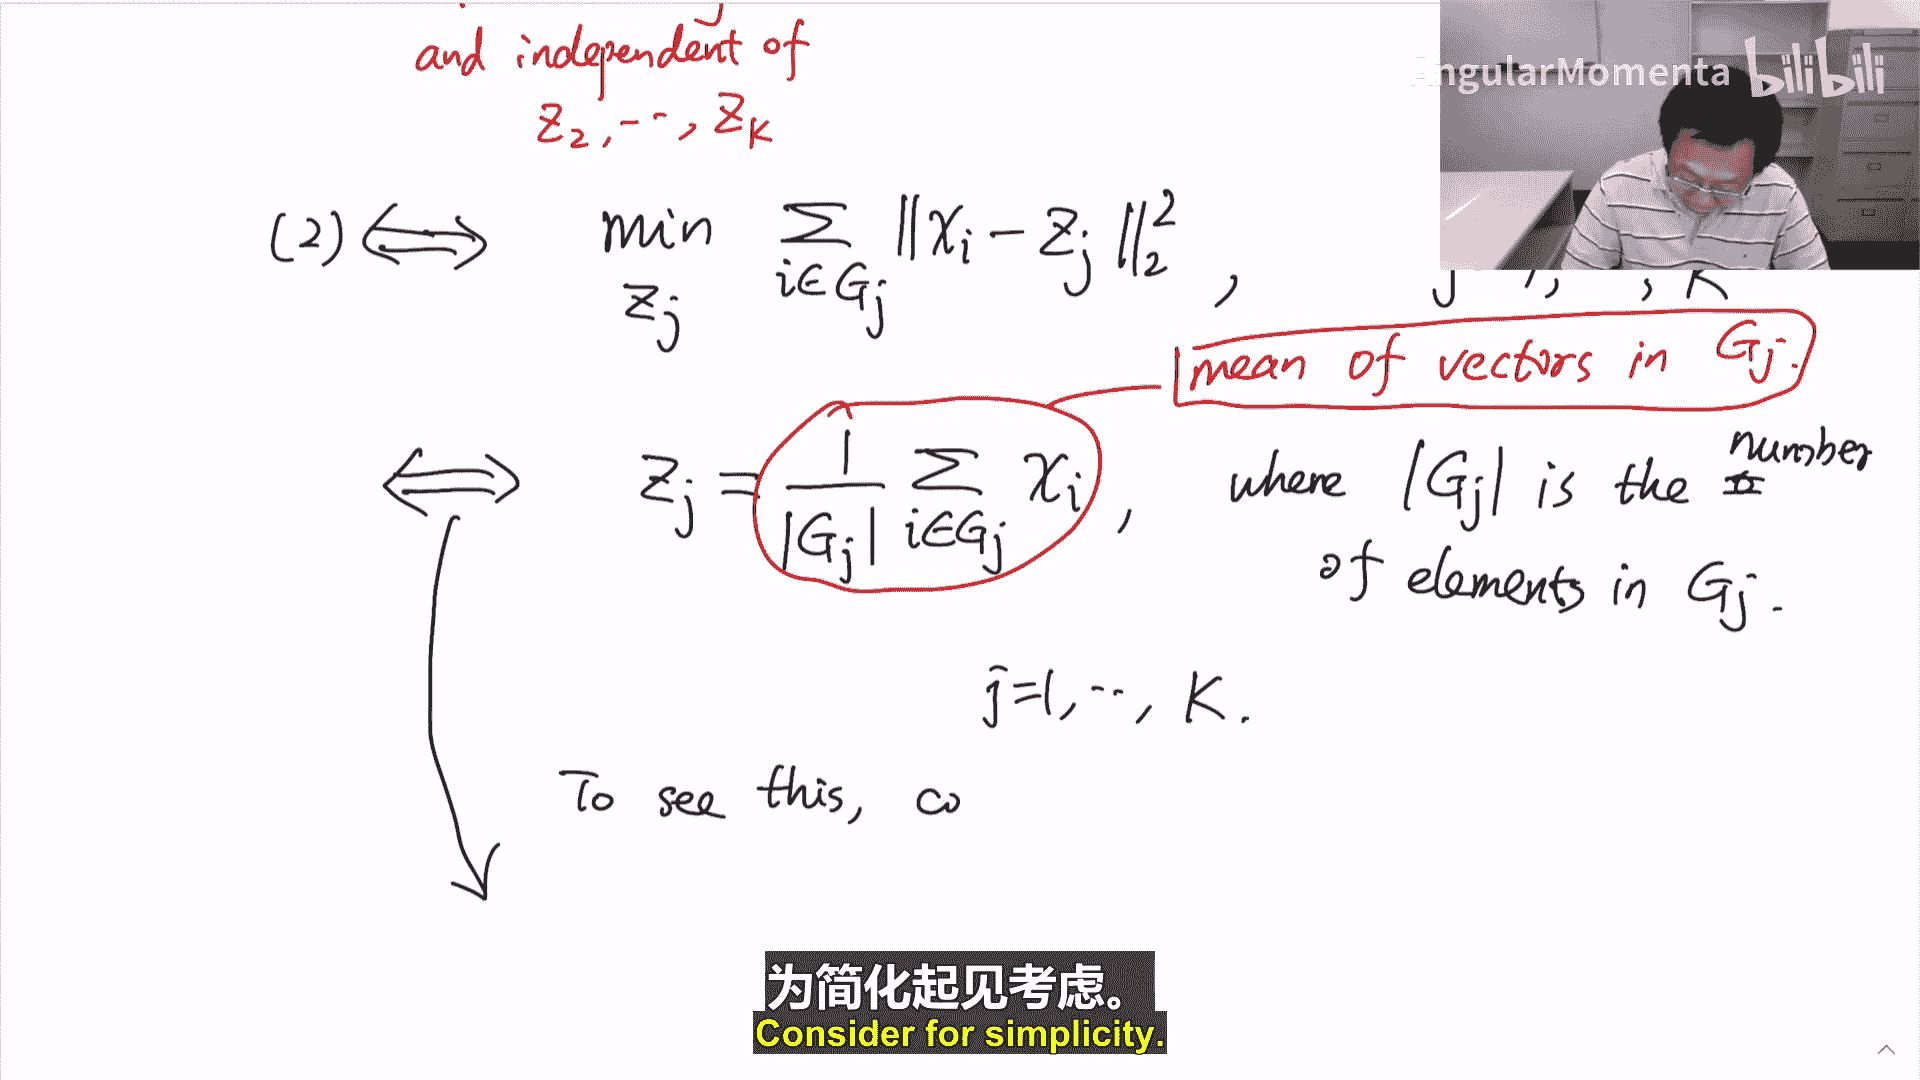 and independent of
z₂, ..., z_K
AngularMomenta bilibili
(2) ⟺ min_{z_j} Σ_{i∈G_j} ‖x_i − z_j‖₂² ,
mean of vectors in G_j.
⟺ z_j = 1/|G_j| Σ_{i∈G_j} x_i , where |G_j| is the number
of elements in G_j.
j=1, ..., K.
To see this, co
为简化起见考虑。
Consider for simplicity.